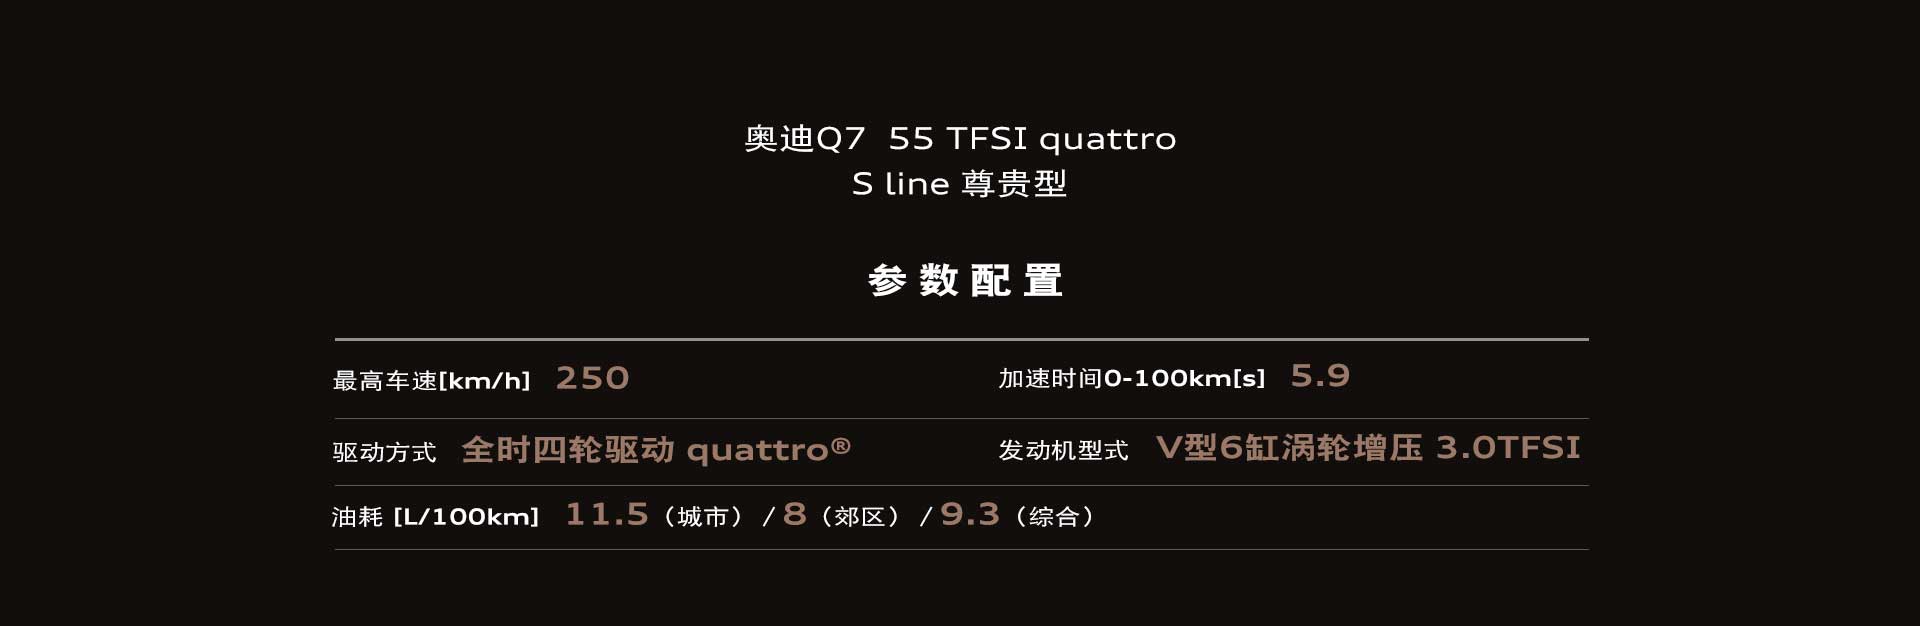 奥迪Q7 55 TFSI quattro
S line 尊贵型
参数配置
最高车速[km/h] 250 加速时间0-100km[s] 5.9
驱动方式 全时四轮驱动 quattro® 发动机型式 V型6缸涡轮增压 3.0TFSI
油耗 [L/100km] 11.5（城市） / 8（郊区） / 9.3（综合）